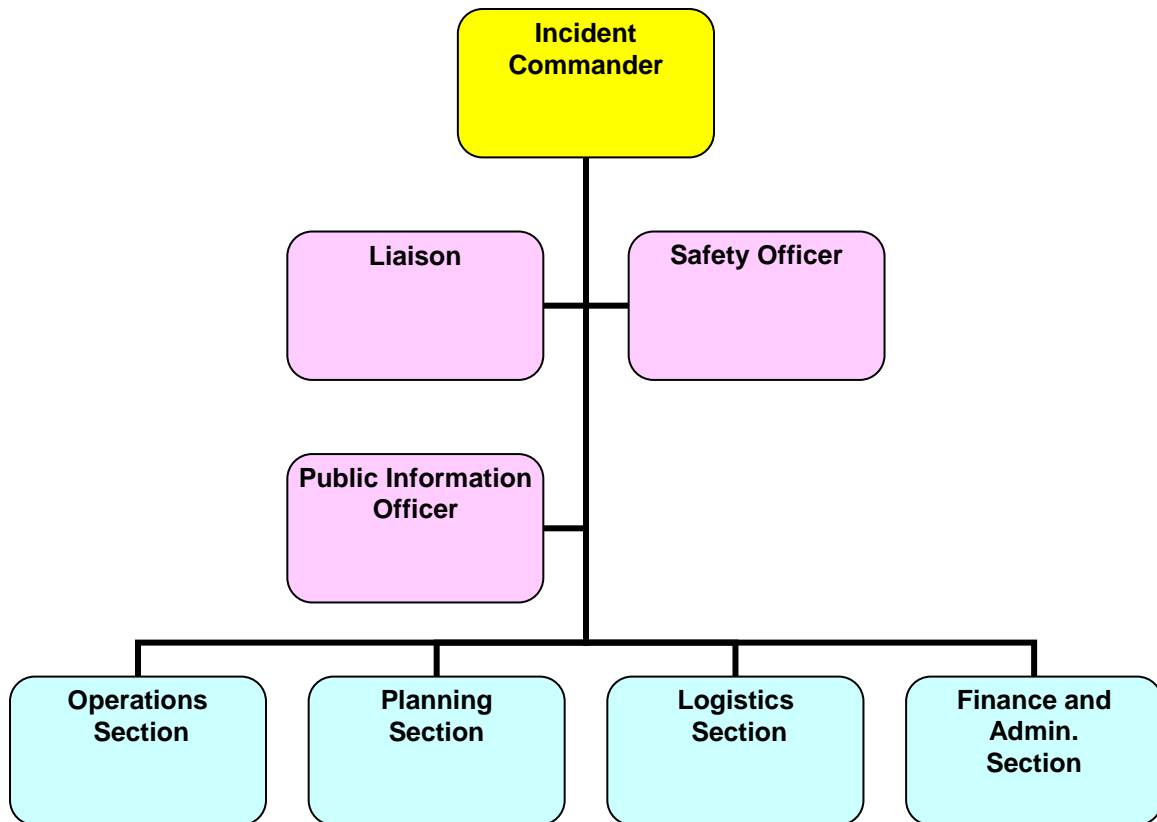 Incident
Commander
Liaison
Safety Officer
Public Information
Officer
Operations
Section
Planning
Section
Logistics
Section
Finance and
Admin.
Section